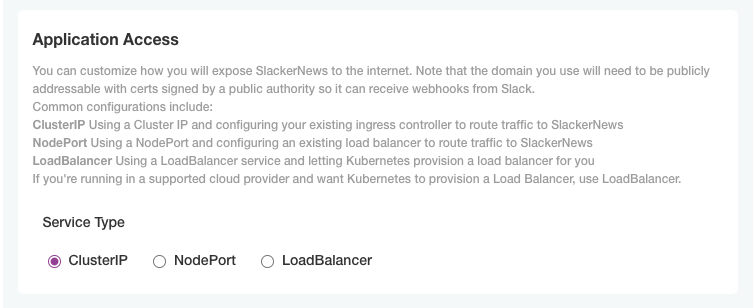 Application Access
You can customize how you will expose SlackerNews to the internet. Note that the domain you use will need to be publicly
addressable with certs signed by a public authority so it can receive webhooks from Slack.
Common configurations include:
ClusterIP Using a Cluster IP and configuring your existing ingress controller to route traffic to SlackerNews
NodePort Using a NodePort and configuring an existing load balancer to route traffic to SlackerNews
LoadBalancer Using a LoadBalancer service and letting Kubernetes provision a load balancer for you
If you're running in a supported cloud provider and want Kubernetes to provision a Load Balancer, use LoadBalancer.
Service Type
ClusterIP NodePort LoadBalancer